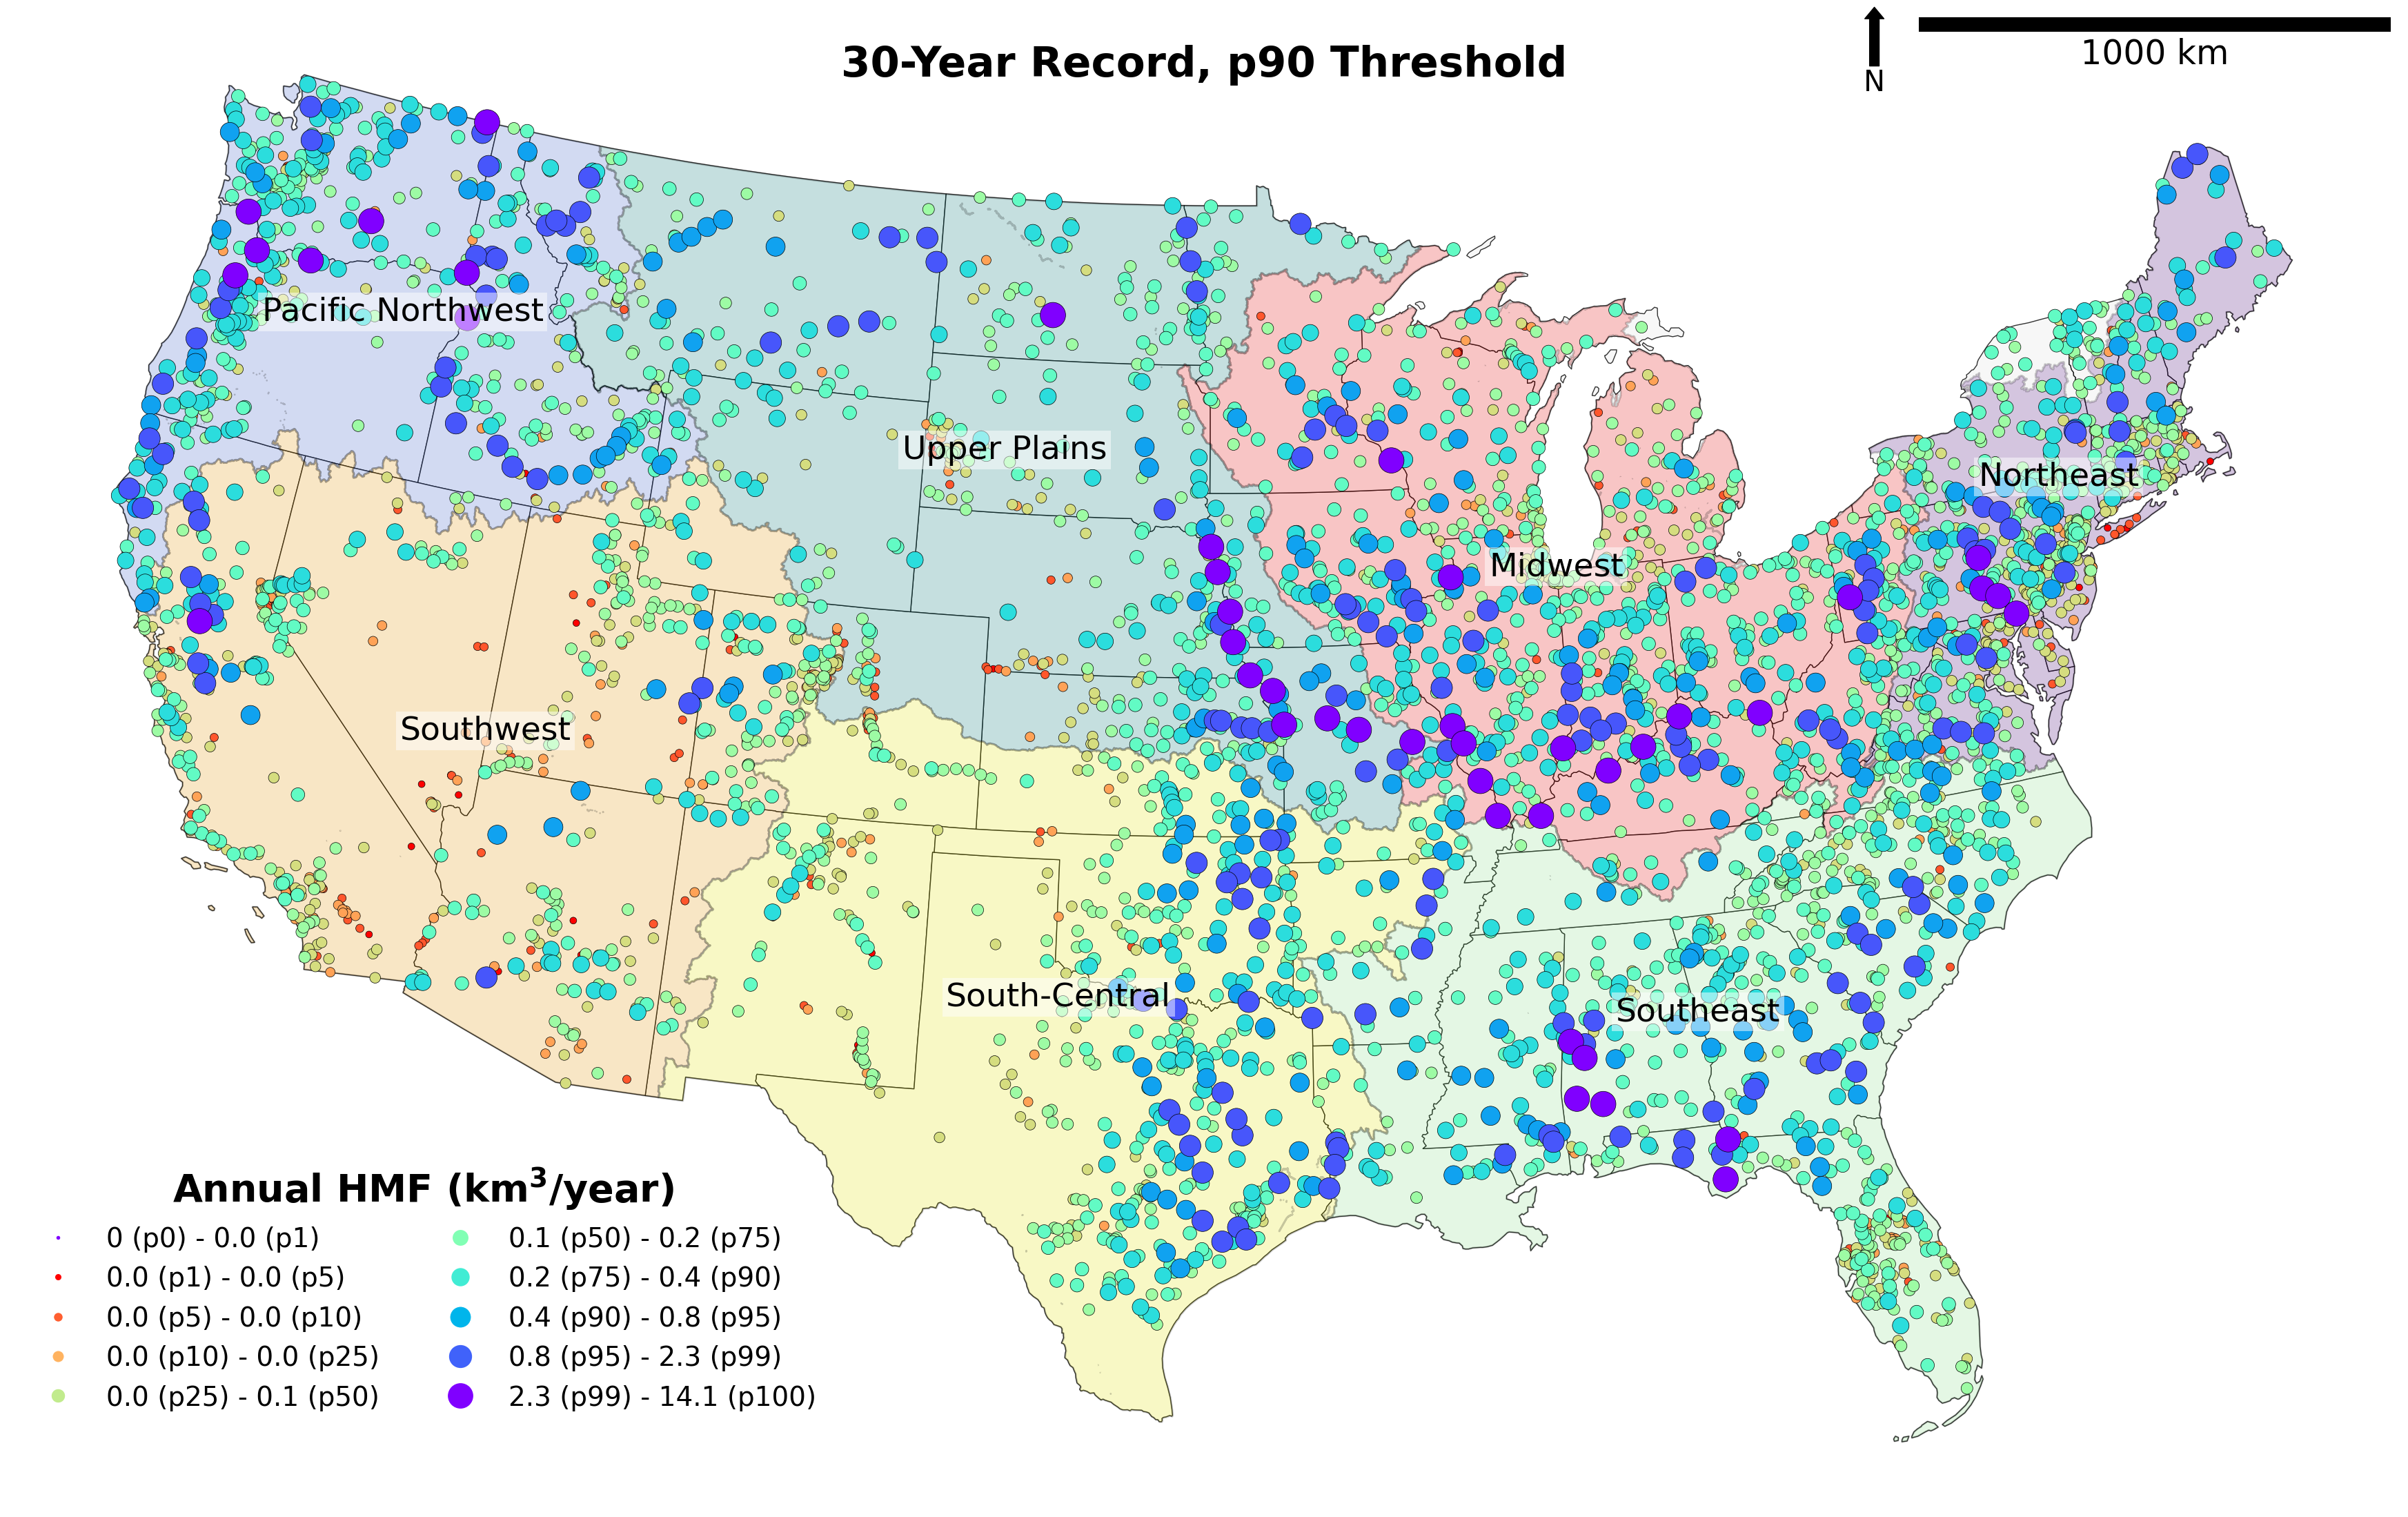 30-Year Record, p90 Threshold
N
1000 km
Pacific Northwest
Upper Plains
Northeast
Midwest
Southwest
South-Central
Southeast
Annual HMF (km³/year)
0 (p0) - 0.0 (p1)
0.0 (p1) - 0.0 (p5)
0.0 (p5) - 0.0 (p10)
0.0 (p10) - 0.0 (p25)
0.0 (p25) - 0.1 (p50)
0.1 (p50) - 0.2 (p75)
0.2 (p75) - 0.4 (p90)
0.4 (p90) - 0.8 (p95)
0.8 (p95) - 2.3 (p99)
2.3 (p99) - 14.1 (p100)